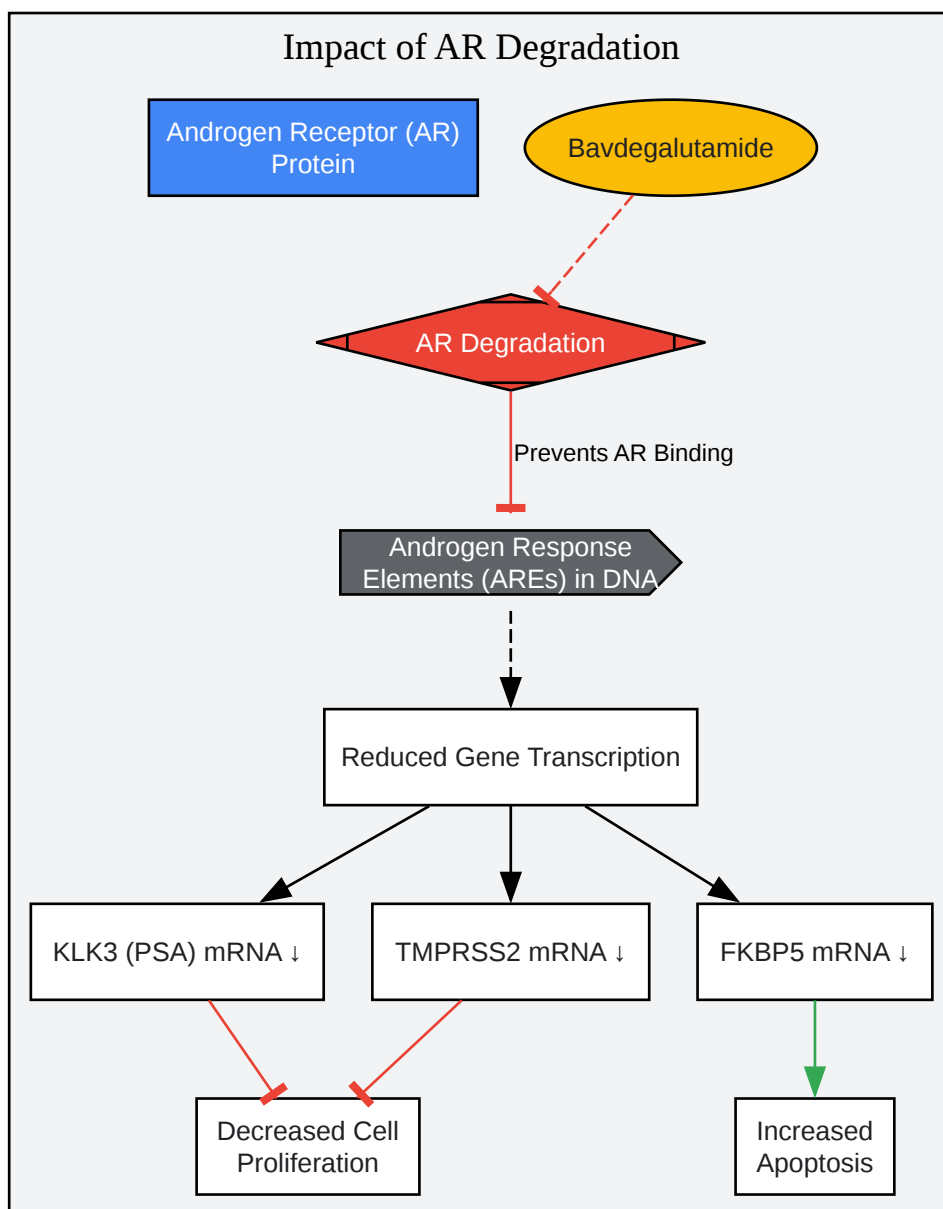 Impact of AR Degradation
Androgen Receptor (AR)
Protein
Bavdegalutamide
AR Degradation
Prevents AR Binding
Androgen Response
Elements (AREs) in DNA
Reduced Gene Transcription
KLK3 (PSA) mRNA ↓
TMPRSS2 mRNA ↓
FKBP5 mRNA ↓
Decreased Cell
Proliferation
Increased
Apoptosis